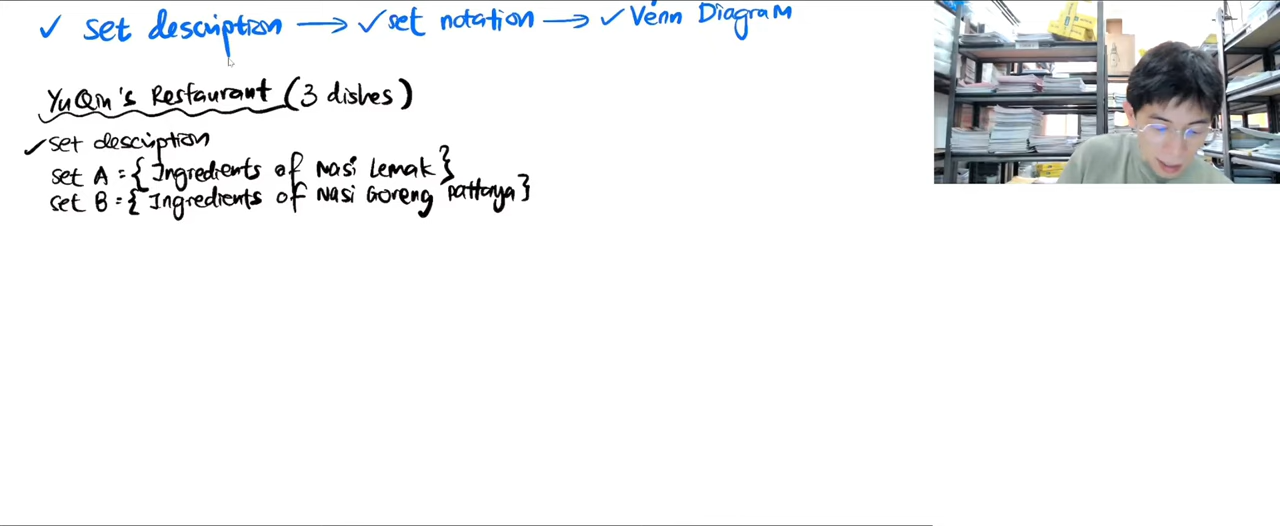 ✓ set description → ✓ set notation → ✓ Venn Diagram
YuQin's Restaurant (3 dishes)
✓ set description
set A = { Ingredients of Nasi Lemak }
set B = { Ingredients of Nasi Goreng Pattaya }